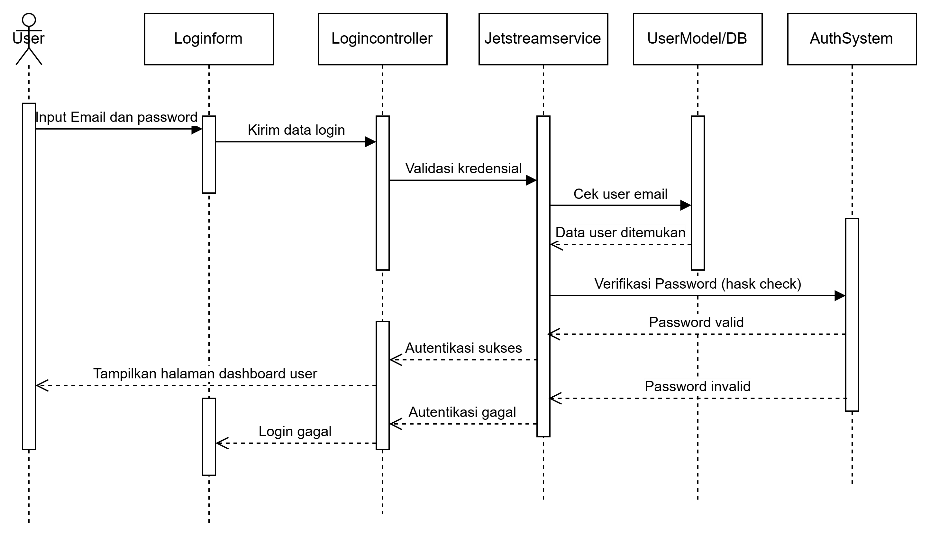 User
Loginform
Logincontroller
Jetstreamservice
UserModel/DB
AuthSystem
Input Email dan password
Kirim data login
Validasi kredensial
Cek user email
Data user ditemukan
Verifikasi Password (hask check)
Password valid
Autentikasi sukses
Tampilkan halaman dashboard user
Password invalid
Autentikasi gagal
Login gagal